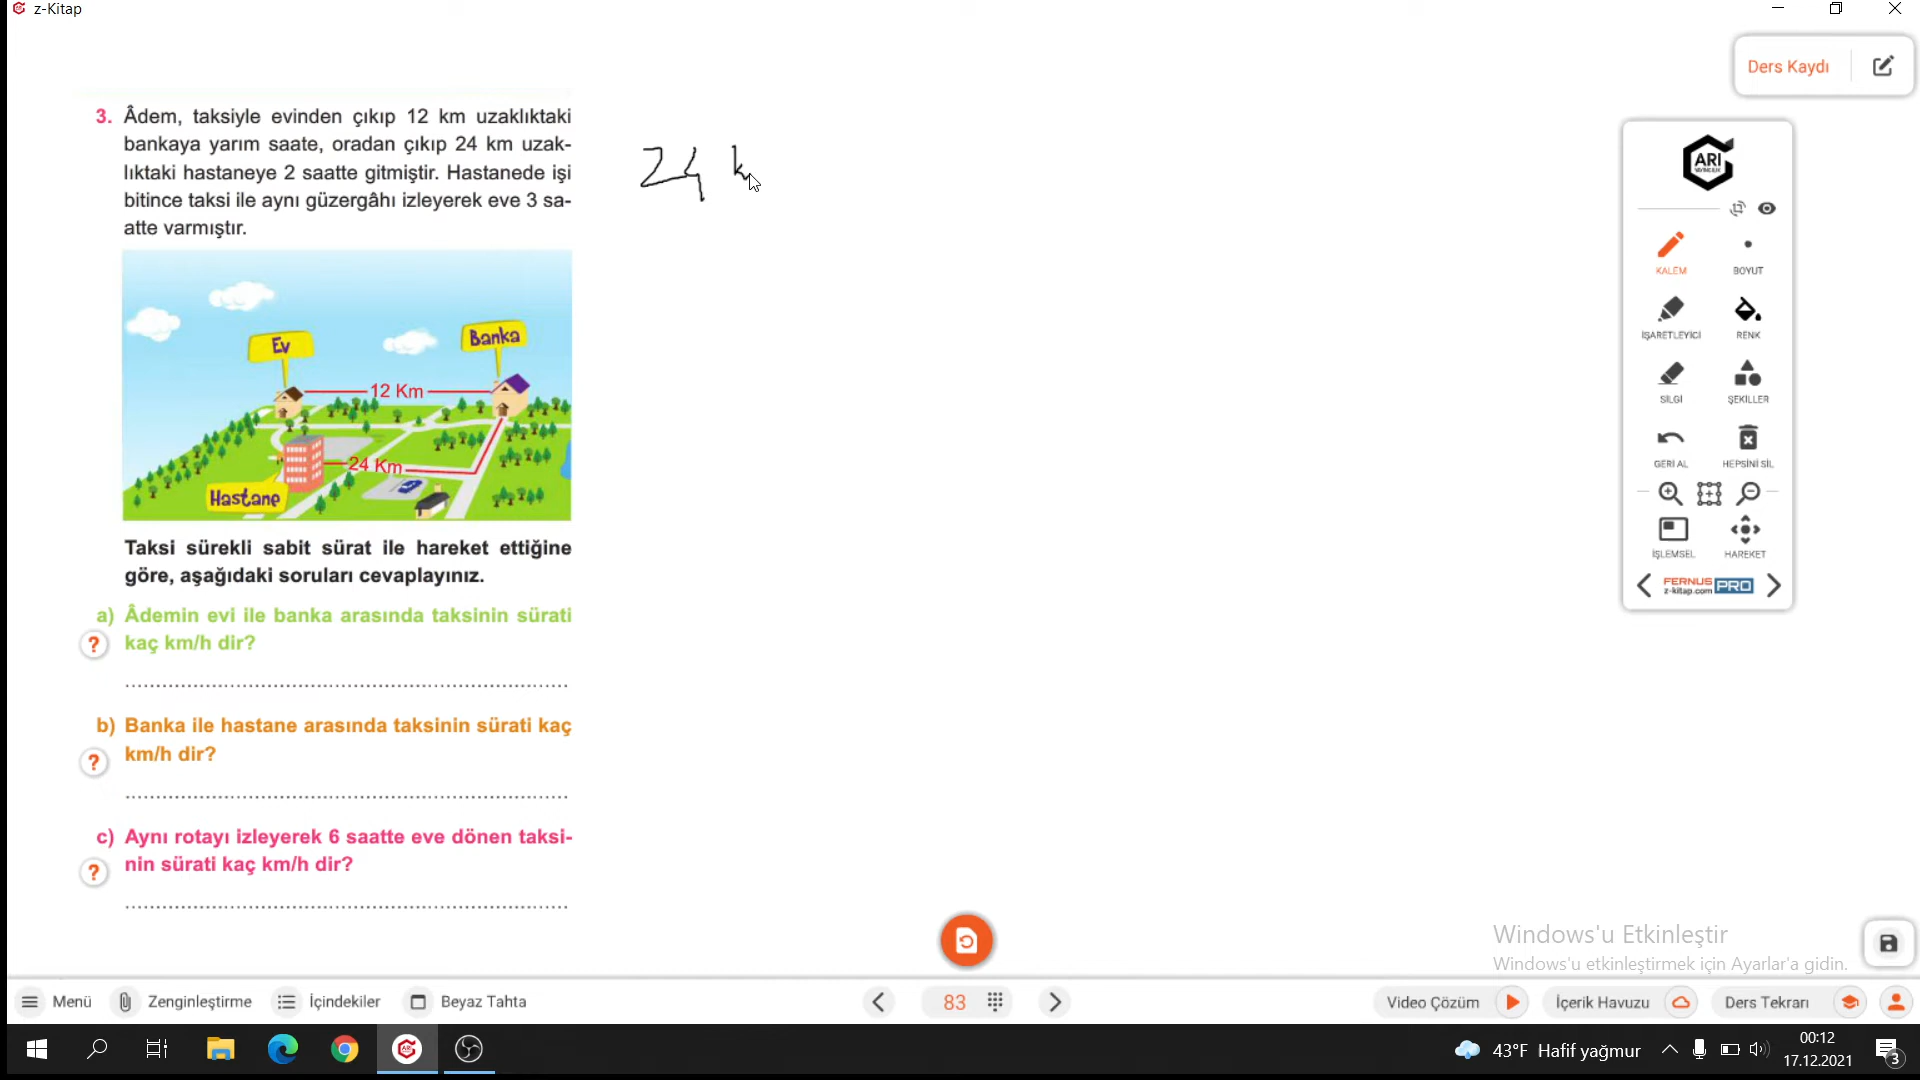 z-Kitap
Ders Kaydı
3. Âdem, taksiyle evinden çıkıp 12 km uzaklıktaki
bankaya yarım saate, oradan çıkıp 24 km uzak-
lıktaki hastaneye 2 saatte gitmiştir. Hastanede işi
bitince taksi ile aynı güzergâhı izleyerek eve 3 sa-
atte varmıştır.
24 k
Ev
Banka
12 Km
24 Km
Hastane
Taksi sürekli sabit sürat ile hareket ettiğine
göre, aşağıdaki soruları cevaplayınız.
a) Âdemin evi ile banka arasında taksinin sürati
? kaç km/h dir?
b) Banka ile hastane arasında taksinin sürati kaç
? km/h dir?
c) Aynı rotayı izleyerek 6 saatte eve dönen taksi-
? nin sürati kaç km/h dir?
ARI
YAYINCILIK
KALEM BOYUT
İŞARETLEYİCİ RENK
SİLGİ ŞEKİLLER
GERİ AL HEPSİNİ SİL
İŞLEMSEL HAREKET
FERNUS PRO
z-kitap.com
Windows'u Etkinleştir
Windows'u etkinleştirmek için Ayarlar'a gidin.
Menü Zenginleştirme İçindekiler Beyaz Tahta 83 Video Çözüm İçerik Havuzu Ders Tekrarı
43°F Hafif yağmur 00:12
17.12.2021 3